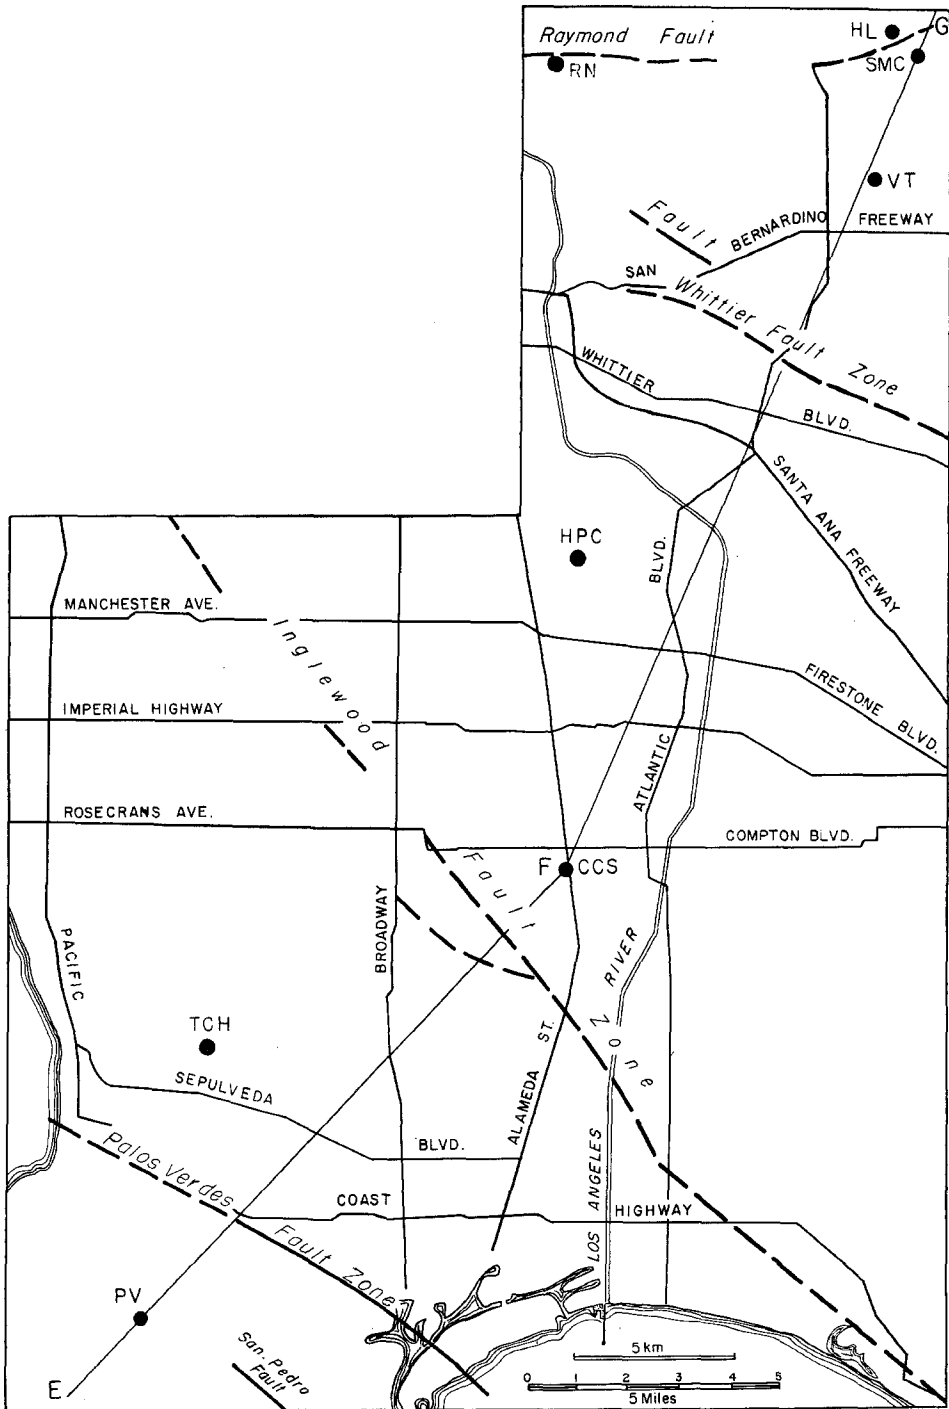 HL
G
Raymond Fault
RN
SMC
VT
Fault
BERNARDINO FREEWAY
SAN
Whittier Fault Zone
WHITTIER BLVD.
SANTA ANA FREEWAY
HPC
BLVD.
MANCHESTER AVE.
Inglewood
FIRESTONE BLVD.
IMPERIAL HIGHWAY
ATLANTIC
ROSECRANS AVE.
COMPTON BLVD.
Fault
F
CCS
BROADWAY
PACIFIC
RIVER
Zone
TCH
ST.
SEPULVEDA
BLVD.
ALAMEDA
Palos Verdes
COAST
HIGHWAY
LOS ANGELES
Fault Zone
PV
San Pedro
Fault
E
5 km
0 1 2 3 4 5
5 Miles